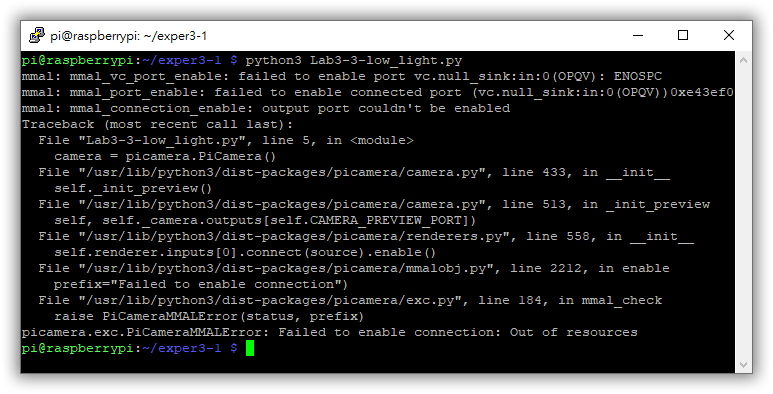 pi@raspberrypi: ~/exper3-1
pi@raspberrypi:~/exper3-1 $ python3 Lab3-3-low_light.py
mmal: mmal_vc_port_enable: failed to enable port vc.null_sink:in:0(OPQV): ENOSPC
mmal: mmal_port_enable: failed to enable connected port (vc.null_sink:in:0(OPQV))0xe43ef0
mmal: mmal_connection_enable: output port couldn't be enabled
Traceback (most recent call last):
  File "Lab3-3-low_light.py", line 5, in <module>
    camera = picamera.PiCamera()
  File "/usr/lib/python3/dist-packages/picamera/camera.py", line 433, in __init__
    self._init_preview()
  File "/usr/lib/python3/dist-packages/picamera/camera.py", line 513, in _init_preview
    self, self._camera.outputs[self.CAMERA_PREVIEW_PORT])
  File "/usr/lib/python3/dist-packages/picamera/renderers.py", line 558, in __init__
    self.renderer.inputs[0].connect(source).enable()
  File "/usr/lib/python3/dist-packages/picamera/mmalobj.py", line 2212, in enable
    prefix="Failed to enable connection")
  File "/usr/lib/python3/dist-packages/picamera/exc.py", line 184, in mmal_check
    raise PiCameraMMALError(status, prefix)
picamera.exc.PiCameraMMALError: Failed to enable connection: Out of resources
pi@raspberrypi:~/exper3-1 $